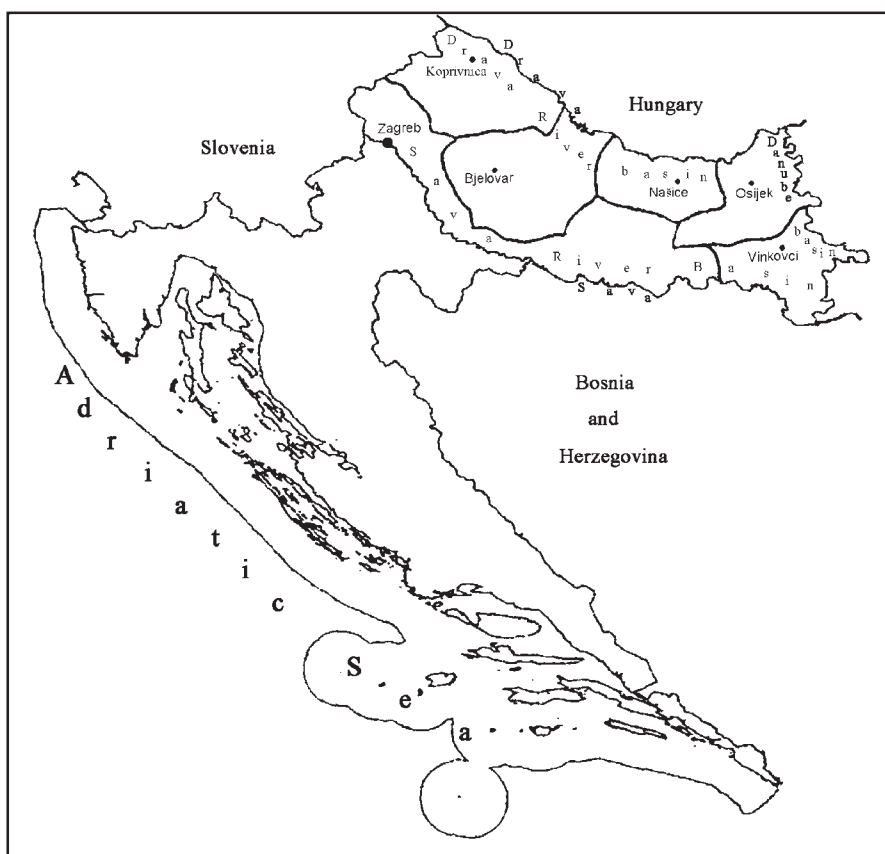 Drava River basin
Drava
Koprivnica
Hungary
Zagreb
Slovenia
Danube
Bjelovar
Našice
Osijek
Sava River Basin
basin
Vinkovci
Sava
Adriatic Sea
Bosnia
and
Herzegovina